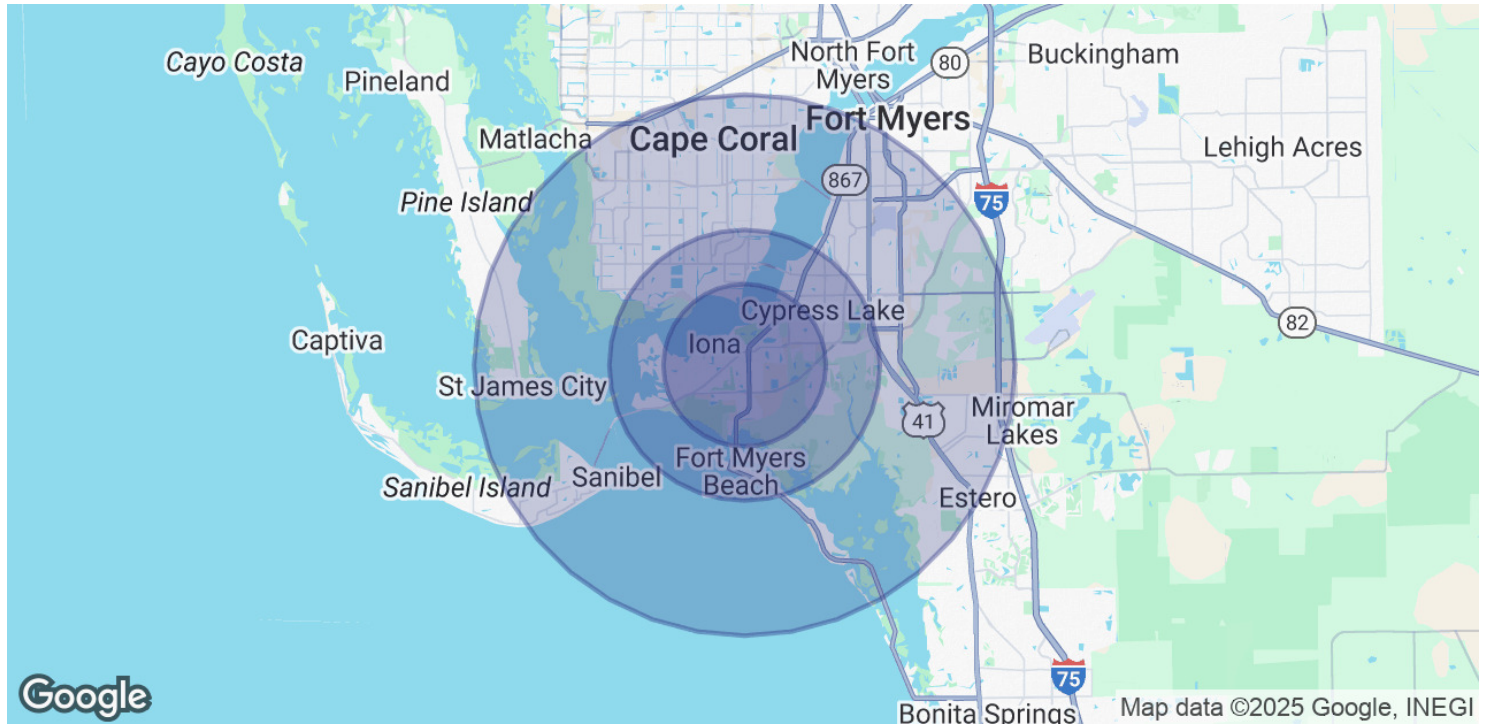 Cayo Costa
Pineland
North Fort
Myers
80
Buckingham
Matlacha
Cape Coral
Fort Myers
Lehigh Acres
867
Pine Island
75
Captiva
Cypress Lake
Iona
82
St James City
41
Miromar
Lakes
Sanibel Island
Sanibel
Fort Myers
Beach
Estero
75
Google
Bonita Springs
Map data ©2025 Google, INEGI